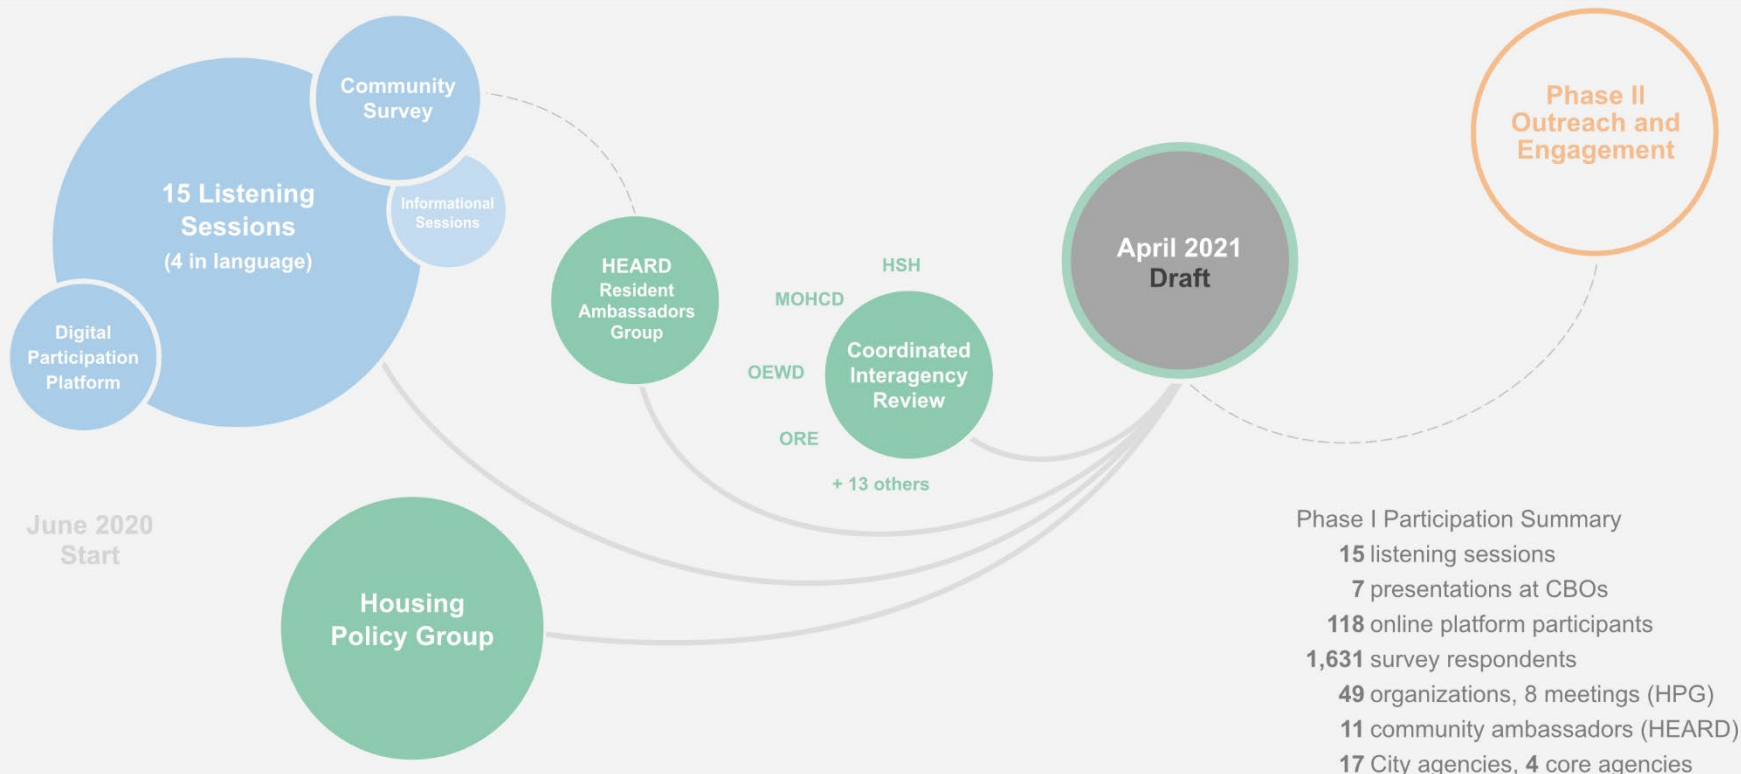 Community
Survey
15 Listening
Sessions
(4 in language)
Informational
Sessions
Digital
Participation
Platform
HEARD
Resident
Ambassadors
Group
HSH
MOHCD
OEWD
ORE
+ 13 others
Coordinated
Interagency
Review
April 2021
Draft
Phase II
Outreach and
Engagement
June 2020
Start
Housing
Policy Group
Phase I Participation Summary
15 listening sessions
7 presentations at CBOs
118 online platform participants
1,631 survey respondents
49 organizations, 8 meetings (HPG)
11 community ambassadors (HEARD)
17 City agencies, 4 core agencies